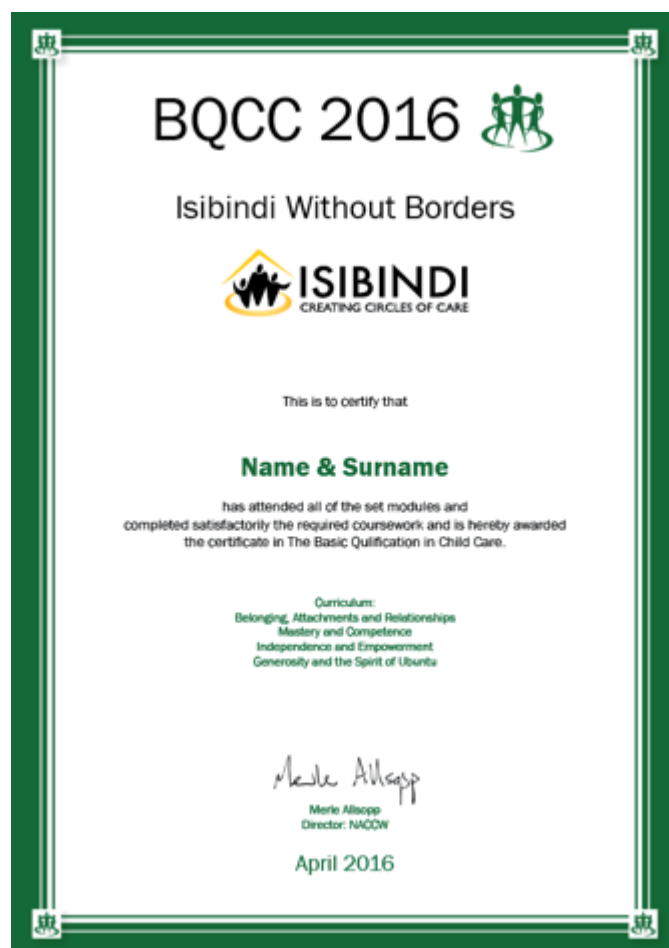 BQCC 2016
Isibindi Without Borders
ISIBINDI
CREATING CIRCLES OF CARE
This is to certify that
Name & Surname
has attended all of the set modules and
completed satisfactorily the required coursework and is hereby awarded
the certificate in The Basic Qulification in Child Care.
Curriculum:
Belonging, Attachments and Relationships
Mastery and Competence
Independence and Empowerment
Generosity and the Spirit of Ubuntu
Merle Allsopp
Merle Allsopp
Director: NACCW
April 2016